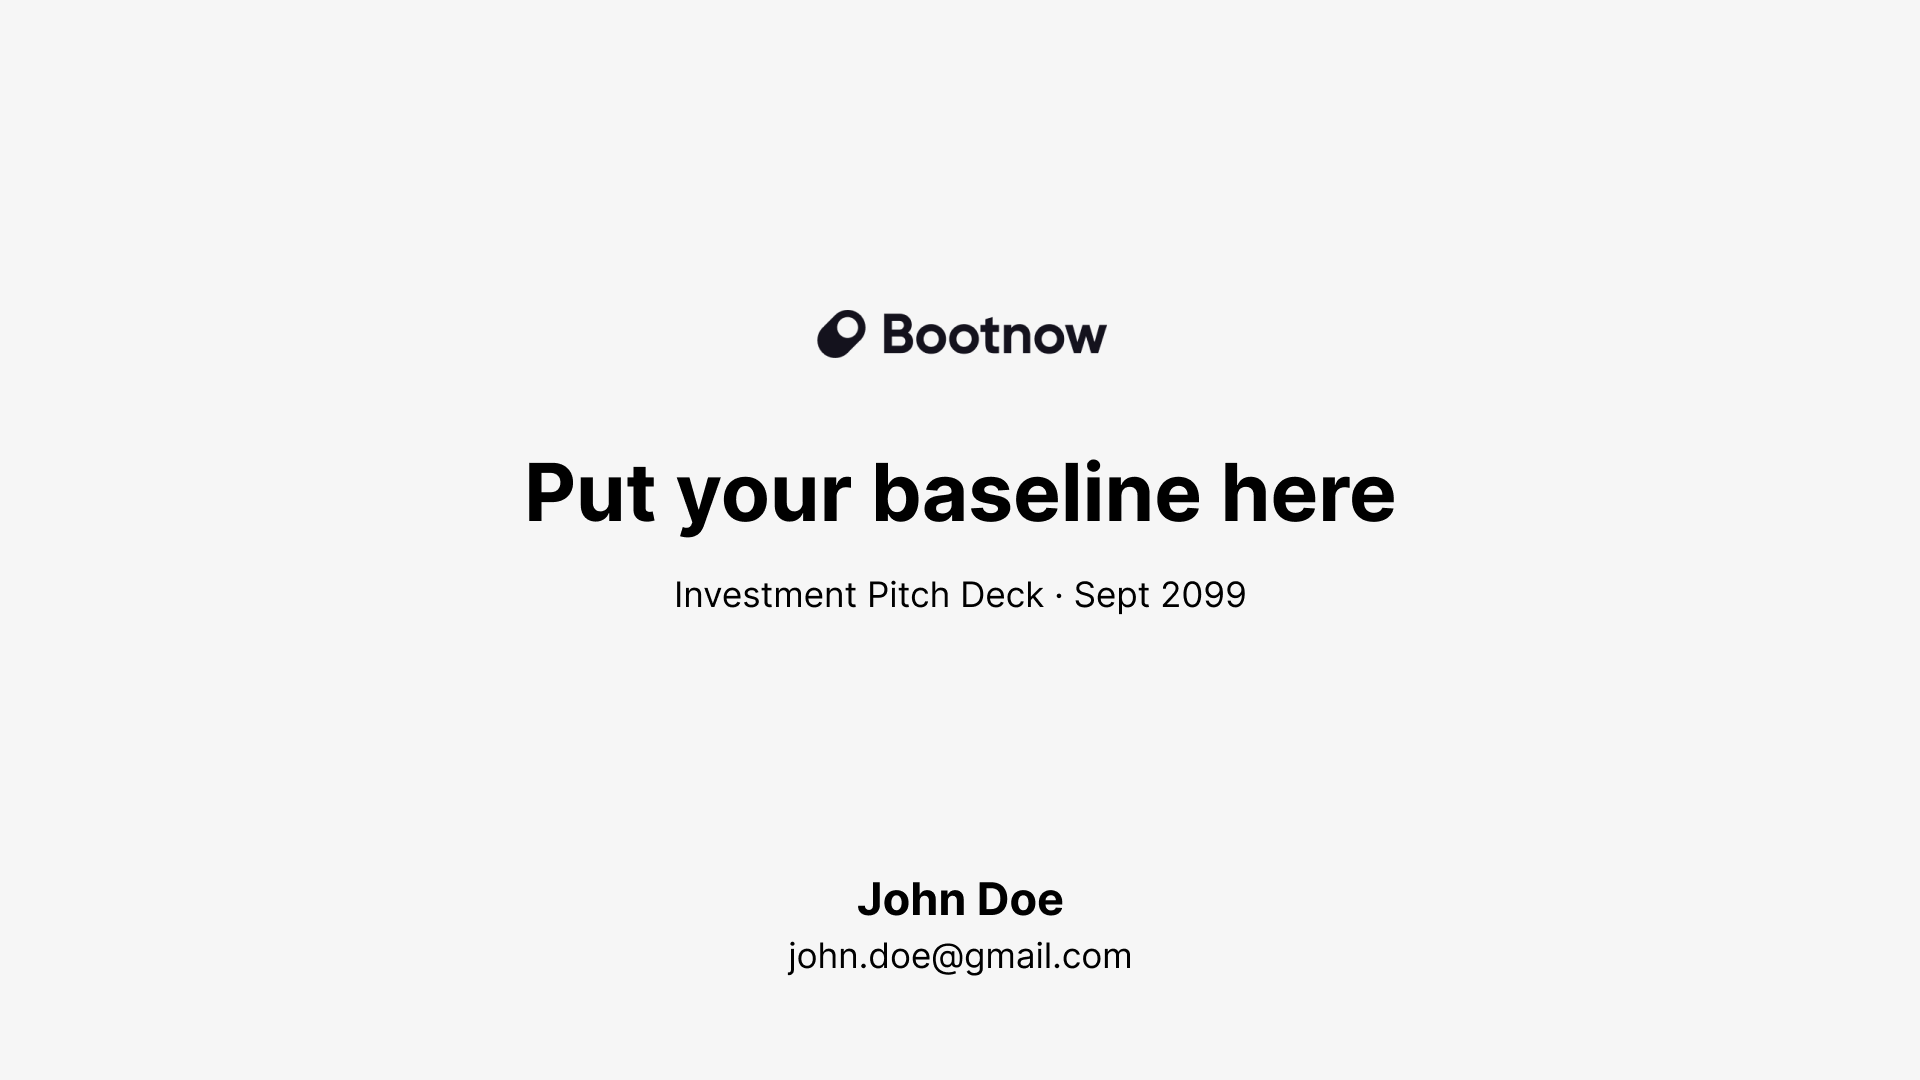 Bootnow
Put your baseline here
Investment Pitch Deck · Sept 2099
John Doe
john.doe@gmail.com